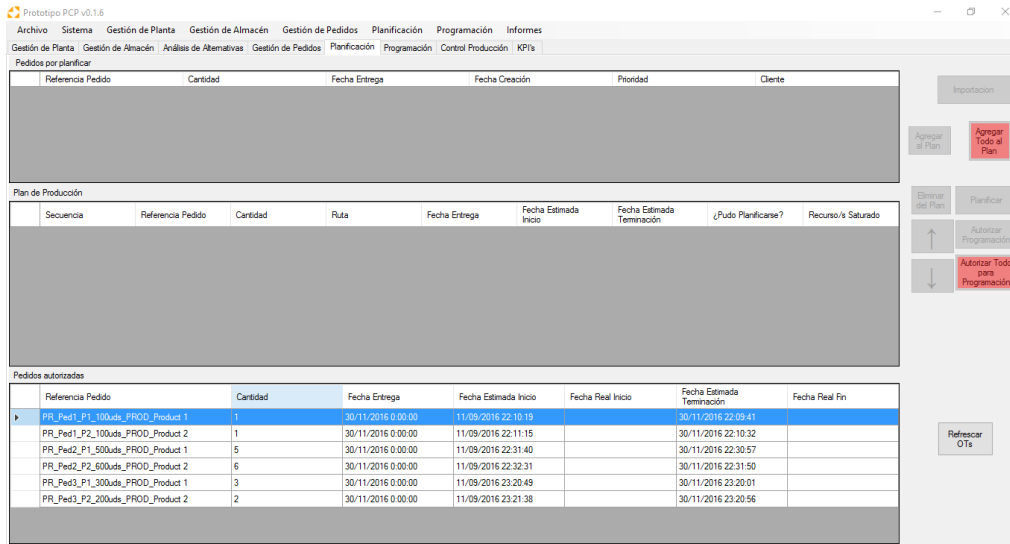 Prototipo PCP v0.1.6
Archivo Sistema Gestión de Planta Gestión de Almacén Gestión de Pedidos Planificación Programación Informes
Gestión de Planta Gestión de Almacén Análisis de Alternativas Gestión de Pedidos Planificación Programación Control Producción KPI's
Pedidos por planificar
Referencia Pedido Cantidad Fecha Entrega Fecha Creación Prioridad Cliente
Importacion
Agregar al Plan
Agregar Todo al Plan
Plan de Producción
Secuencia Referencia Pedido Cantidad Ruta Fecha Entrega Fecha Estimada Inicio Fecha Estimada Terminación ¿Pudo Planificarse? Recurso/s Saturado
Eliminar del Plan
Planificar
↑
Autorizar Programación
↓
Autorizar Todo para Programación
Pedidos autorizadas
Referencia Pedido Cantidad Fecha Entrega Fecha Estimada Inicio Fecha Real Inicio Fecha Estimada Terminación Fecha Real Fin
PR_Ped1_P1_100uds_PROD_Product 1 1 30/11/2016 0:00:00 11/09/2016 22:10:19 30/11/2016 22:09:41
PR_Ped1_P2_100uds_PROD_Product 2 1 30/11/2016 0:00:00 11/09/2016 22:11:15 30/11/2016 22:10:32
PR_Ped2_P1_500uds_PROD_Product 1 5 30/11/2016 0:00:00 11/09/2016 22:31:40 30/11/2016 22:30:57
PR_Ped2_P2_600uds_PROD_Product 2 6 30/11/2016 0:00:00 11/09/2016 22:32:31 30/11/2016 22:31:50
PR_Ped3_P1_300uds_PROD_Product 1 3 30/11/2016 0:00:00 11/09/2016 23:20:49 30/11/2016 23:20:01
PR_Ped3_P2_200uds_PROD_Product 2 2 30/11/2016 0:00:00 11/09/2016 23:21:38 30/11/2016 23:20:56
Refrescar OTs